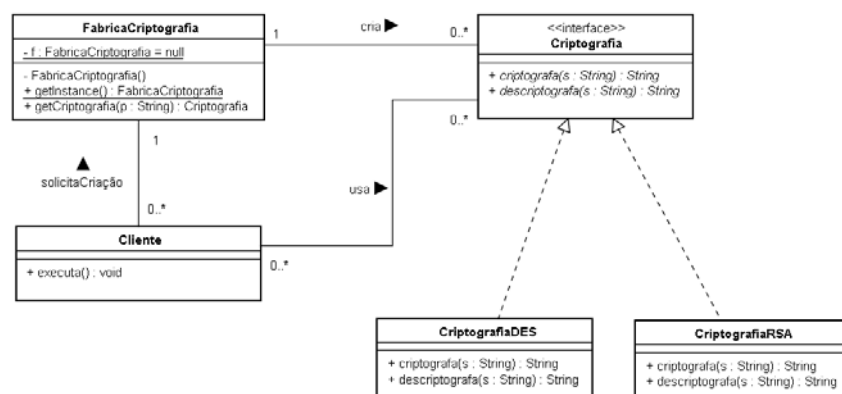 FabricaCriptografia
- f : FabricaCriptografia = null
- FabricaCriptografia()
+ getInstance() : FabricaCriptografia
+ getCriptografia(p : String) : Criptografia
1
cria
0..*
<<interface>>
Criptografia
+ criptografa(s : String) : String
+ descriptografa(s : String) : String
0..*
1
solicitaCriação
0..*
usa
Cliente
+ executa() : void
0..*
CriptografiaDES
+ criptografa(s : String) : String
+ descriptografa(s : String) : String
CriptografiaRSA
+ criptografa(s : String) : String
+ descriptografa(s : String) : String